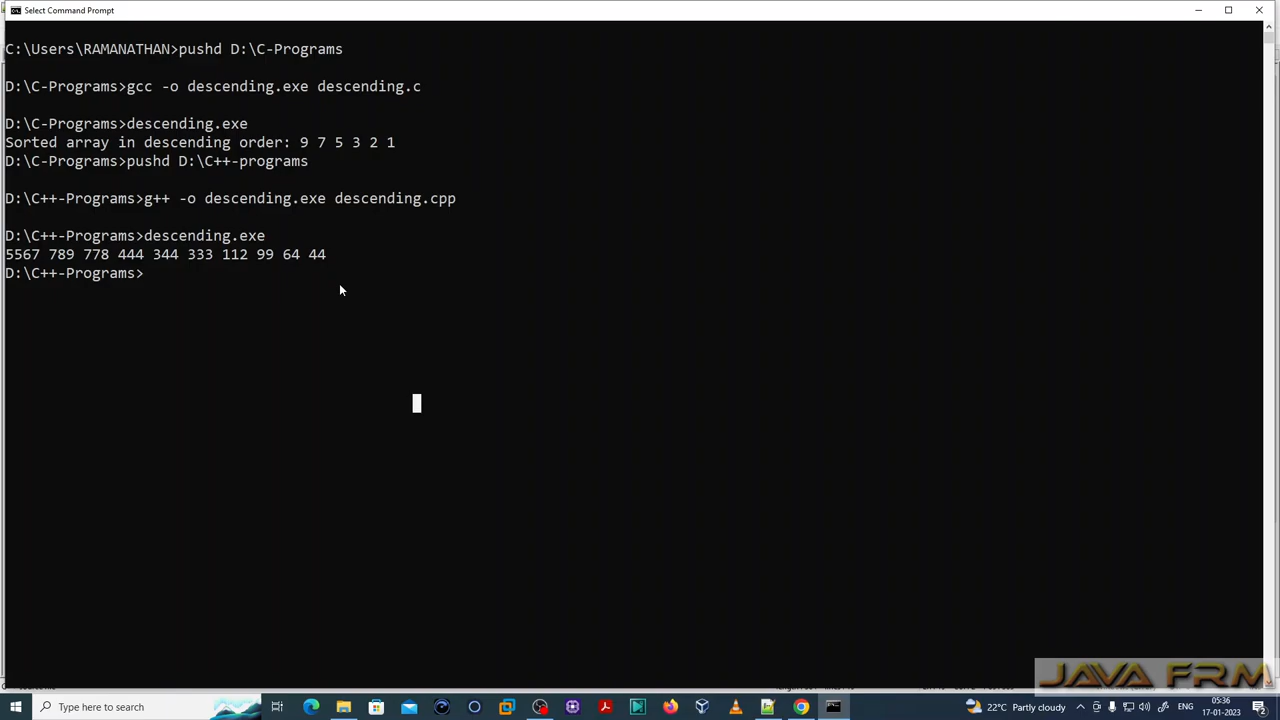 Select Command Prompt
C:\Users\RAMANATHAN>pushd D:\C-Programs
D:\C-Programs>gcc -o descending.exe descending.c
D:\C-Programs>descending.exe
Sorted array in descending order: 9 7 5 3 2 1
D:\C-Programs>pushd D:\C++-programs
D:\C++-Programs>g++ -o descending.exe descending.cpp
D:\C++-Programs>descending.exe
5567 789 778 444 344 333 112 99 64 44
D:\C++-Programs>
JAVA FRM
Type here to search
22°C Partly cloudy
ENG
05:36
17-01-2023
2